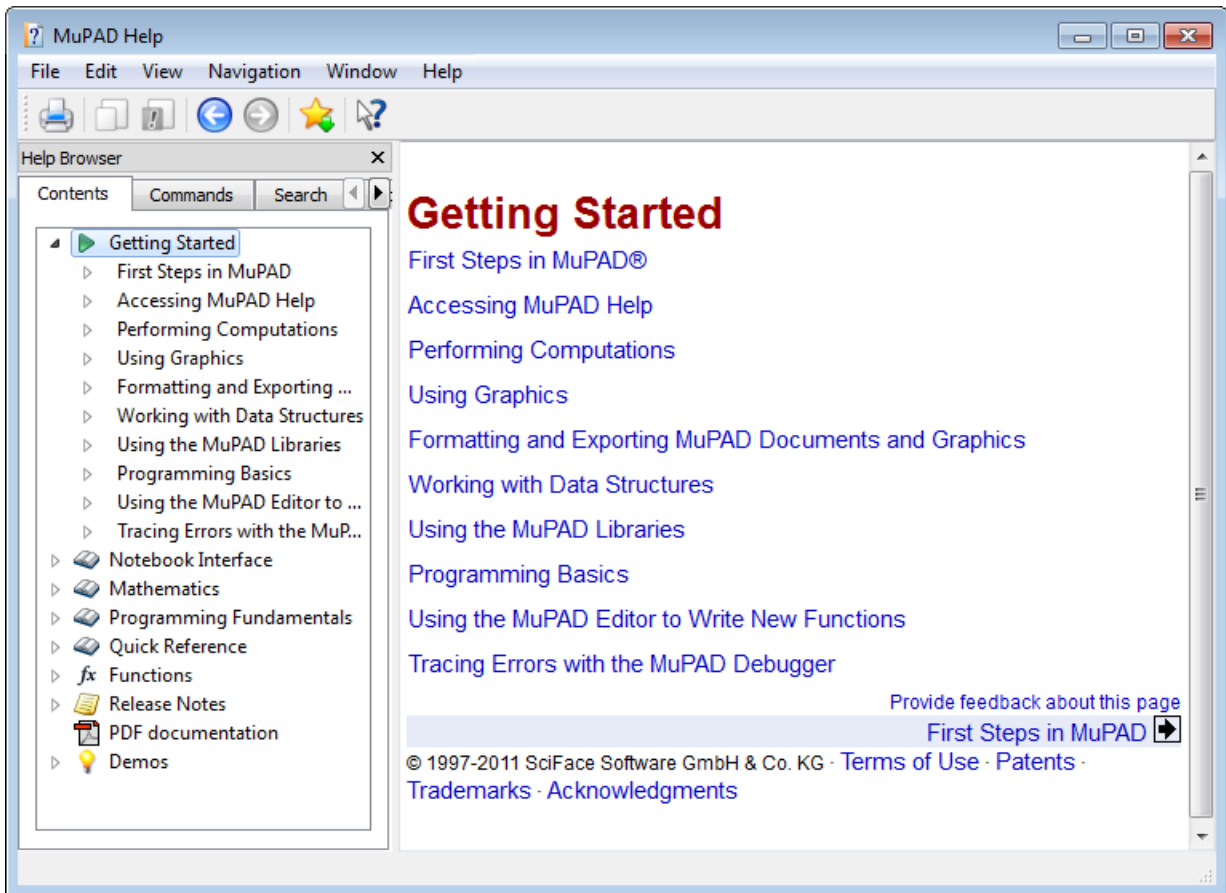 MuPAD Help
File Edit View Navigation Window Help
Help Browser
Contents Commands Search
Getting Started
First Steps in MuPAD
Accessing MuPAD Help
Performing Computations
Using Graphics
Formatting and Exporting ...
Working with Data Structures
Using the MuPAD Libraries
Programming Basics
Using the MuPAD Editor to ...
Tracing Errors with the MuP...
Notebook Interface
Mathematics
Programming Fundamentals
Quick Reference
fx Functions
Release Notes
PDF documentation
Demos
Getting Started
First Steps in MuPAD®
Accessing MuPAD Help
Performing Computations
Using Graphics
Formatting and Exporting MuPAD Documents and Graphics
Working with Data Structures
Using the MuPAD Libraries
Programming Basics
Using the MuPAD Editor to Write New Functions
Tracing Errors with the MuPAD Debugger
Provide feedback about this page
First Steps in MuPAD
© 1997-2011 SciFace Software GmbH & Co. KG · Terms of Use · Patents ·
Trademarks · Acknowledgments